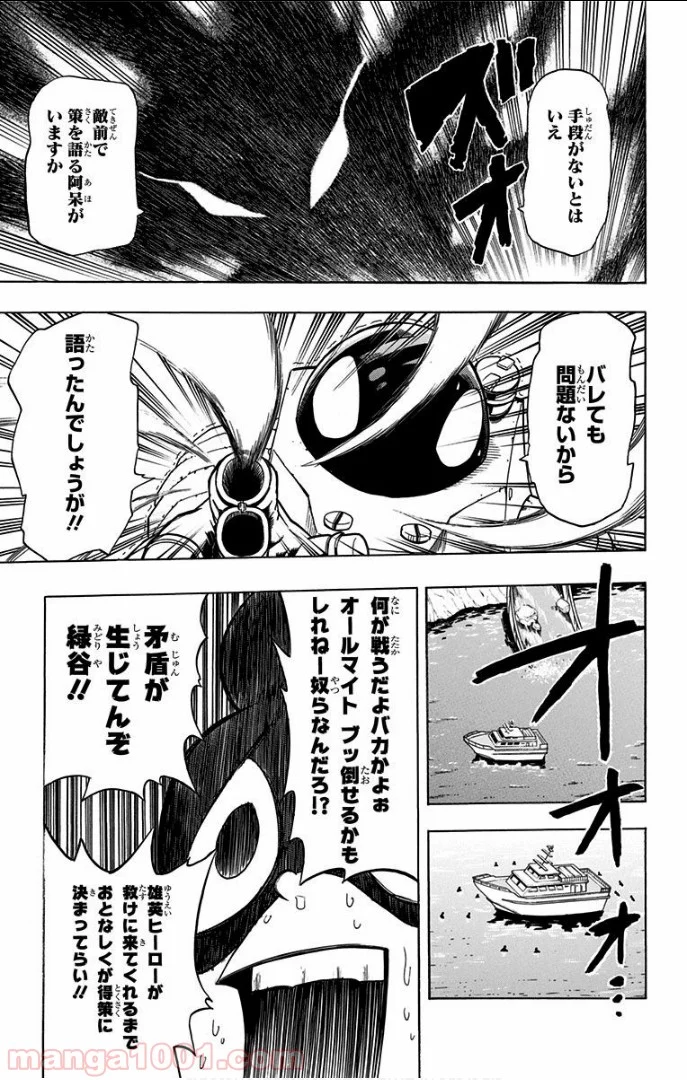 手段がないとは
いえ
ズオ
敵前で
策を語る阿呆が
いますか
バレても
問題ないから
語ったんでしょうが!!
オオ…
何が戦うだよバカかよぉ
オールマイト ブッ倒せるかも
しれねー奴らなんだろ!?
矛盾が
生じてんぞ
緑谷!!
雄英ヒーローが
救けに来てくれるまで
おとなしくが得策に
決まってらい!!
manga1001.com